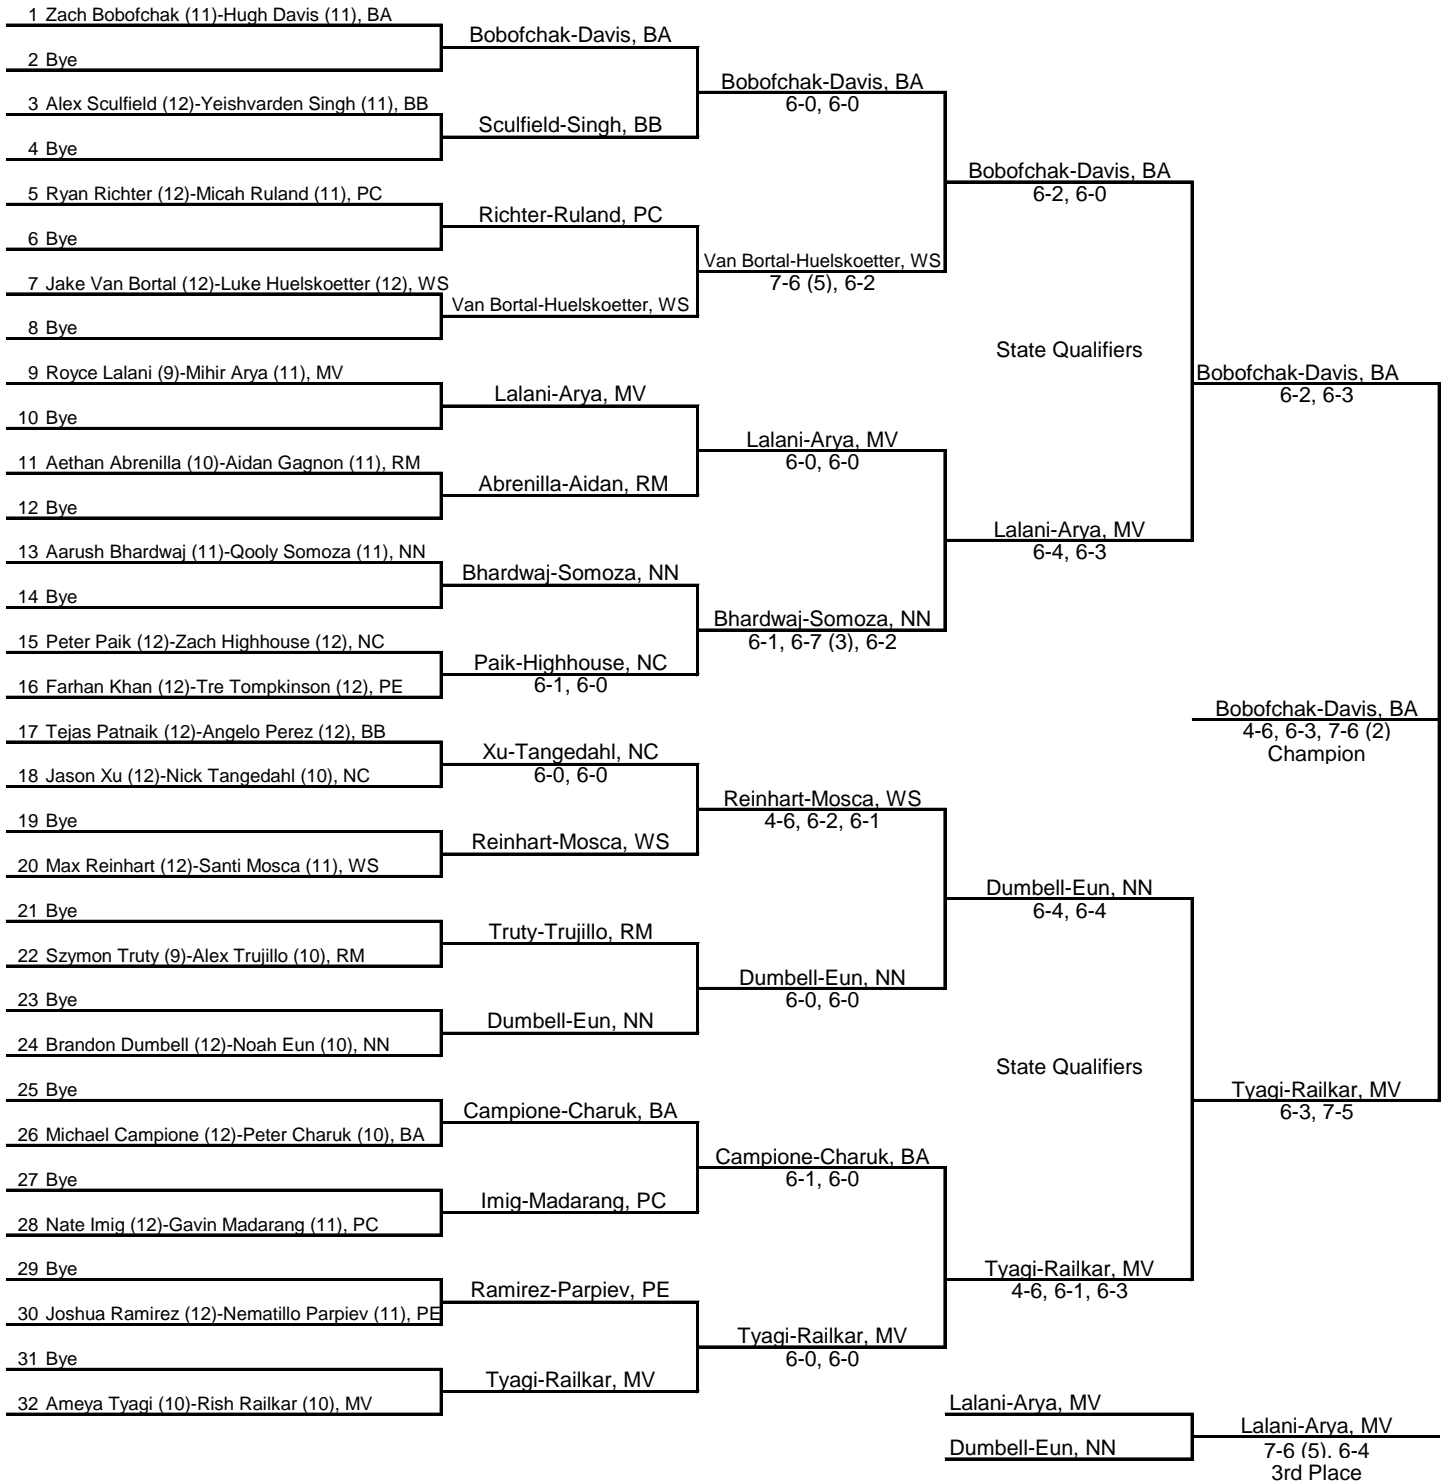 1 Zach Bobofchak (11)-Hugh Davis (11), BA
2 Bye
3 Alex Sculfield (12)-Yeishvarden Singh (11), BB
4 Bye
5 Ryan Richter (12)-Micah Ruland (11), PC
6 Bye
7 Jake Van Bortal (12)-Luke Huelskoetter (12), WS
8 Bye
9 Royce Lalani (9)-Mihir Arya (11), MV
10 Bye
11 Aethan Abrenilla (10)-Aidan Gagnon (11), RM
12 Bye
13 Aarush Bhardwaj (11)-Qooly Somoza (11), NN
14 Bye
15 Peter Paik (12)-Zach Highhouse (12), NC
16 Farhan Khan (12)-Tre Tompkinson (12), PE
17 Tejas Patnaik (12)-Angelo Perez (12), BB
18 Jason Xu (12)-Nick Tangedahl (10), NC
19 Bye
20 Max Reinhart (12)-Santi Mosca (11), WS
21 Bye
22 Szymon Truty (9)-Alex Trujillo (10), RM
23 Bye
24 Brandon Dumbell (12)-Noah Eun (10), NN
25 Bye
26 Michael Campione (12)-Peter Charuk (10), BA
27 Bye
28 Nate Imig (12)-Gavin Madarang (11), PC
29 Bye
30 Joshua Ramirez (12)-Nematillo Parpiev (11), PE
31 Bye
32 Ameya Tyagi (10)-Rish Railkar (10), MV
Bobofchak-Davis, BA
Sculfield-Singh, BB
Richter-Ruland, PC
Van Bortal-Huelskoetter, WS
Lalani-Arya, MV
Abrenilla-Aidan, RM
Bhardwaj-Somoza, NN
Paik-Highhouse, NC
6-1, 6-0
Xu-Tangedahl, NC
6-0, 6-0
Reinhart-Mosca, WS
Truty-Trujillo, RM
Dumbell-Eun, NN
Campione-Charuk, BA
Imig-Madarang, PC
Ramirez-Parpiev, PE
Tyagi-Railkar, MV
Bobofchak-Davis, BA
6-0, 6-0
Van Bortal-Huelskoetter, WS
7-6 (5), 6-2
Lalani-Arya, MV
6-0, 6-0
Bhardwaj-Somoza, NN
6-1, 6-7 (3), 6-2
Reinhart-Mosca, WS
4-6, 6-2, 6-1
Dumbell-Eun, NN
6-0, 6-0
Campione-Charuk, BA
6-1, 6-0
Tyagi-Railkar, MV
6-0, 6-0
Bobofchak-Davis, BA
6-2, 6-0
State Qualifiers
Lalani-Arya, MV
6-4, 6-3
Dumbell-Eun, NN
6-4, 6-4
State Qualifiers
Tyagi-Railkar, MV
4-6, 6-1, 6-3
Bobofchak-Davis, BA
6-2, 6-3
Bobofchak-Davis, BA
4-6, 6-3, 7-6 (2)
Champion
Tyagi-Railkar, MV
6-3, 7-5
Lalani-Arya, MV
Dumbell-Eun, NN
Lalani-Arya, MV
7-6 (5), 6-4
3rd Place